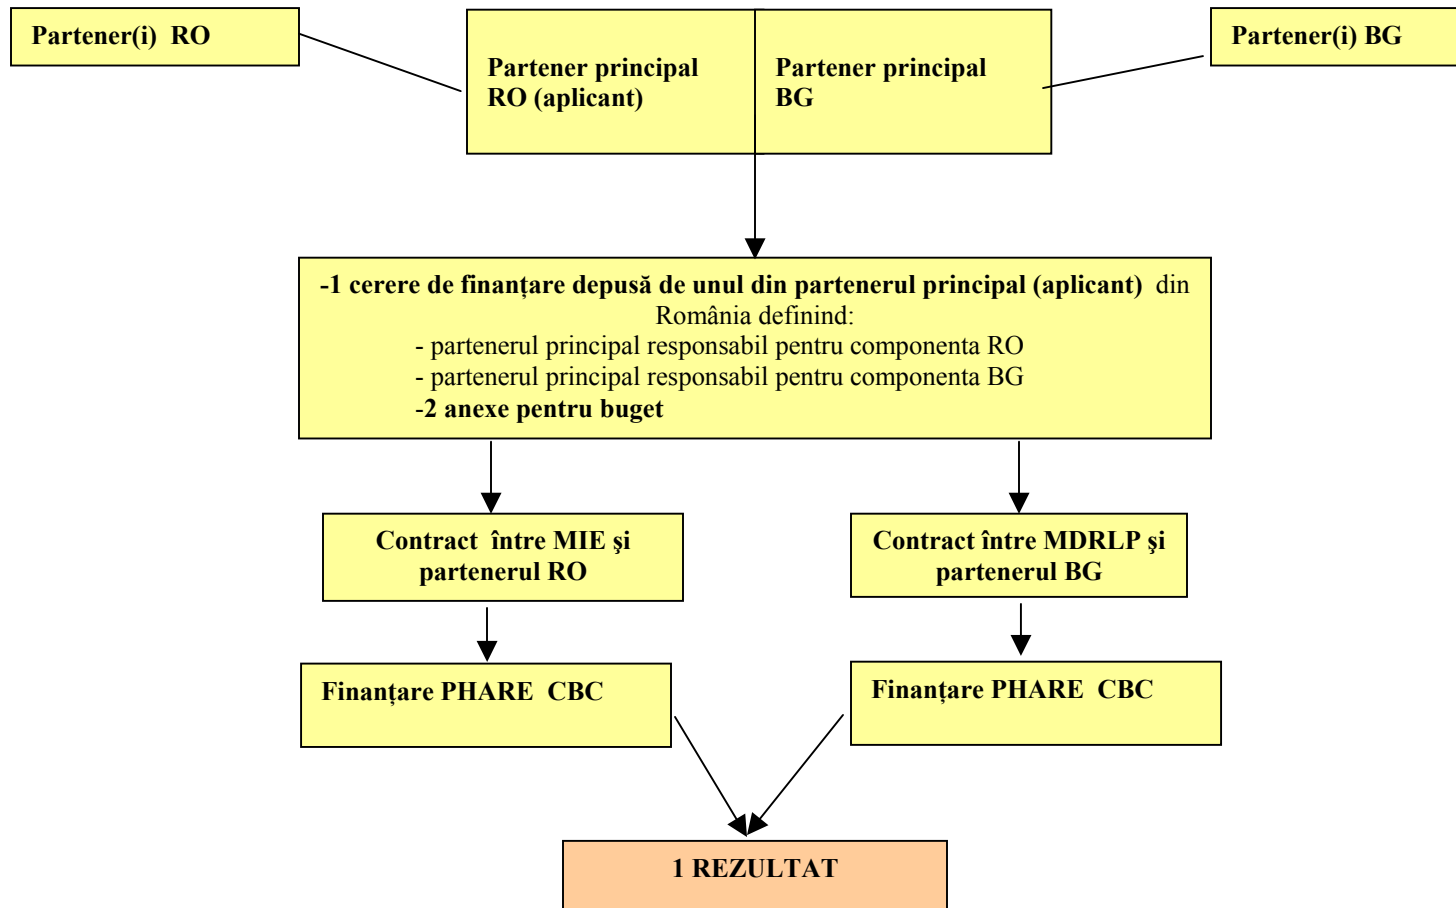 Partener(i) RO
Partener principal
RO (aplicant)
Partener principal
BG
Partener(i) BG
-1 cerere de finanțare depusă de unul din partenerul principal (aplicant) din
România definind:
- partenerul principal responsabil pentru componenta RO
- partenerul principal responsabil pentru componenta BG
-2 anexe pentru buget
Contract între MIE şi
partenerul RO
Contract între MDRLP şi
partenerul BG
Finanțare PHARE CBC
Finanțare PHARE CBC
1 REZULTAT